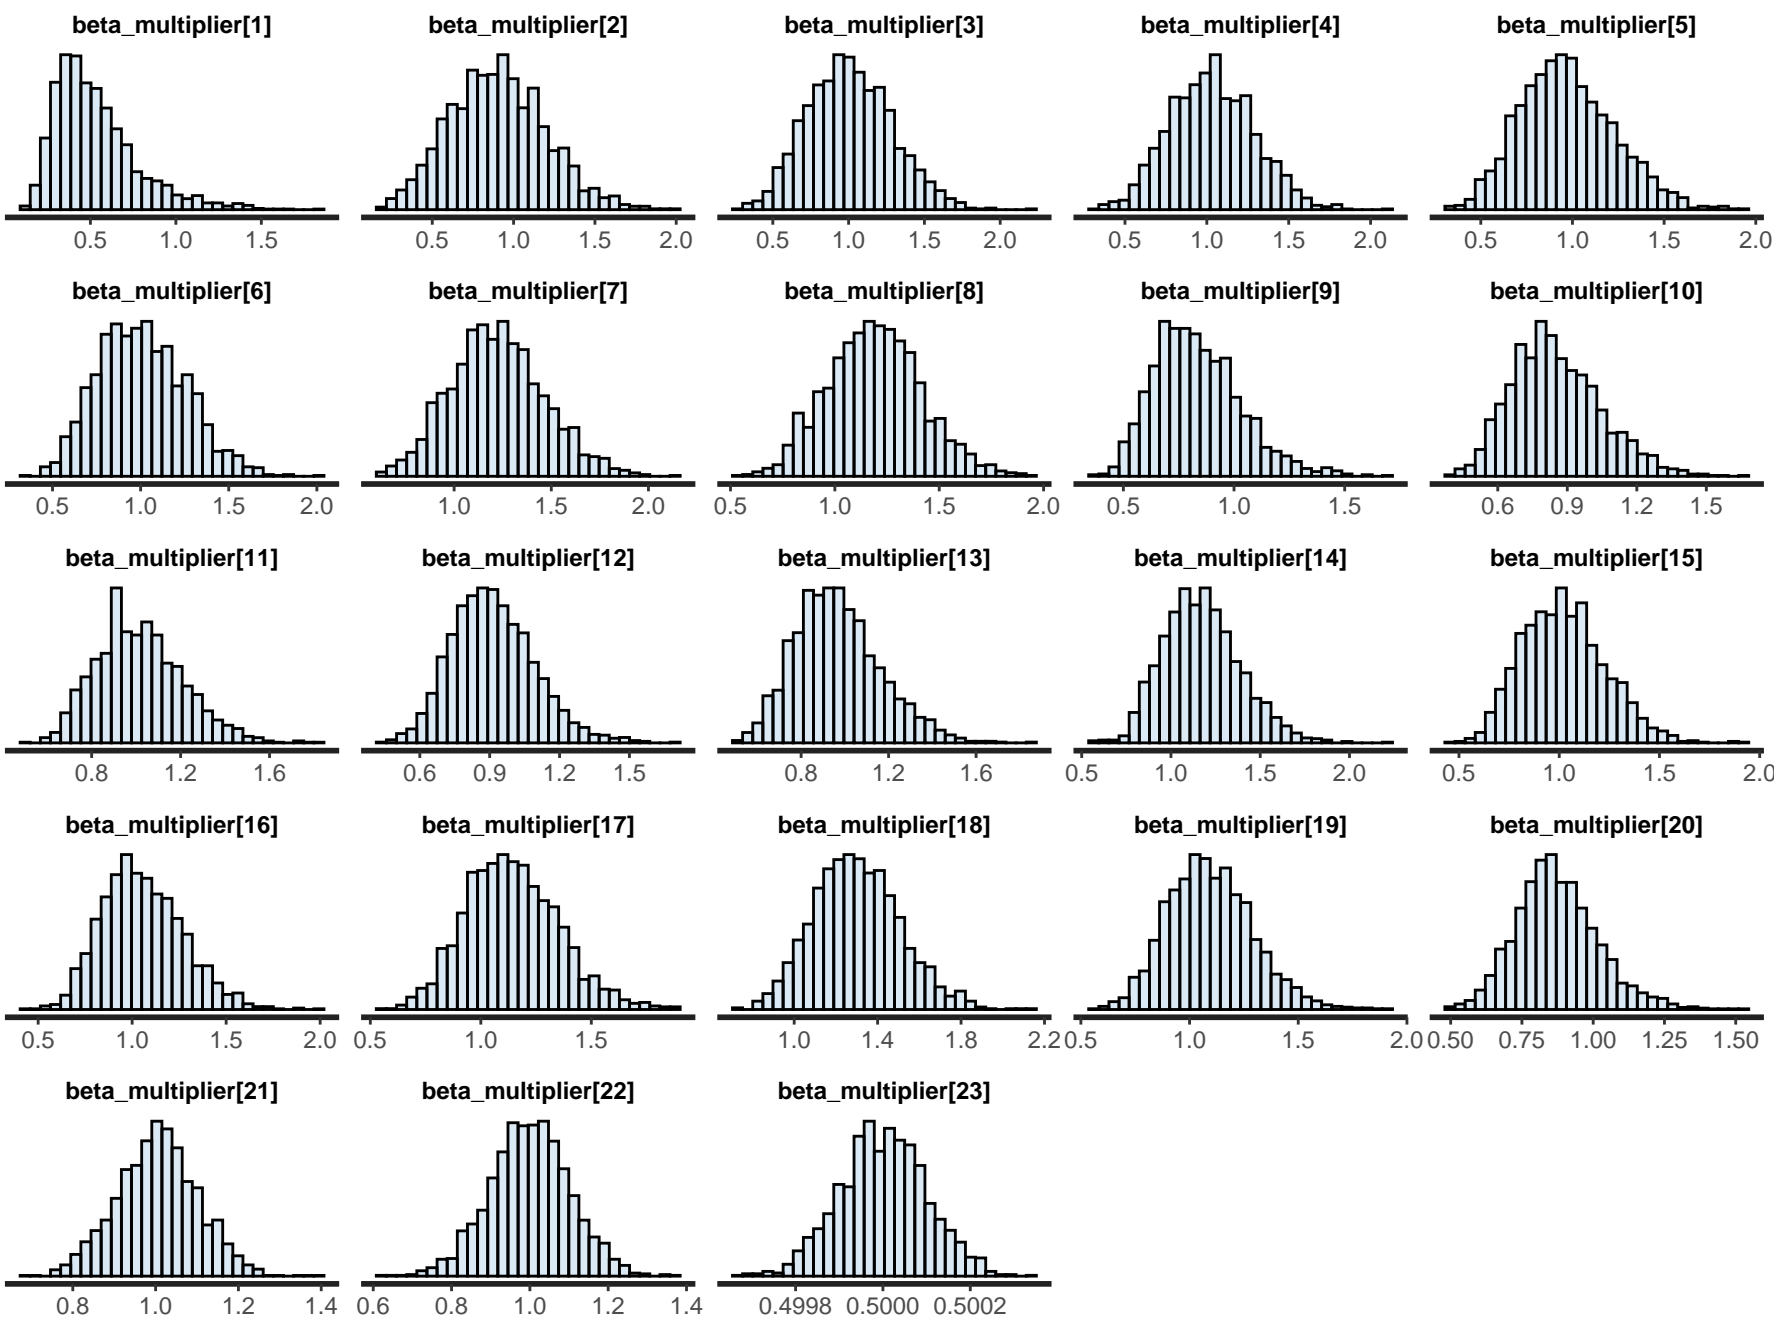 beta_multiplier[1] beta_multiplier[2] beta_multiplier[3] beta_multiplier[4] beta_multiplier[5]
0.5 1.0 1.5 0.5 1.0 1.5 2.0 0.5 1.0 1.5 2.0 0.5 1.0 1.5 2.0 0.5 1.0 1.5 2.0
beta_multiplier[6] beta_multiplier[7] beta_multiplier[8] beta_multiplier[9] beta_multiplier[10]
0.5 1.0 1.5 2.0 1.0 1.5 2.0 0.5 1.0 1.5 2.0 0.5 1.0 1.5 0.6 0.9 1.2 1.5
beta_multiplier[11] beta_multiplier[12] beta_multiplier[13] beta_multiplier[14] beta_multiplier[15]
0.8 1.2 1.6 0.6 0.9 1.2 1.5 0.8 1.2 1.6 0.5 1.0 1.5 2.0 0.5 1.0 1.5 2.0
beta_multiplier[16] beta_multiplier[17] beta_multiplier[18] beta_multiplier[19] beta_multiplier[20]
0.5 1.0 1.5 2.0 0.5 1.0 1.5 1.0 1.4 1.8 2.2 0.5 1.0 1.5 2.0 0.50 0.75 1.00 1.25 1.50
beta_multiplier[21] beta_multiplier[22] beta_multiplier[23]
0.8 1.0 1.2 1.4 0.6 0.8 1.0 1.2 1.4 0.4998 0.5000 0.5002